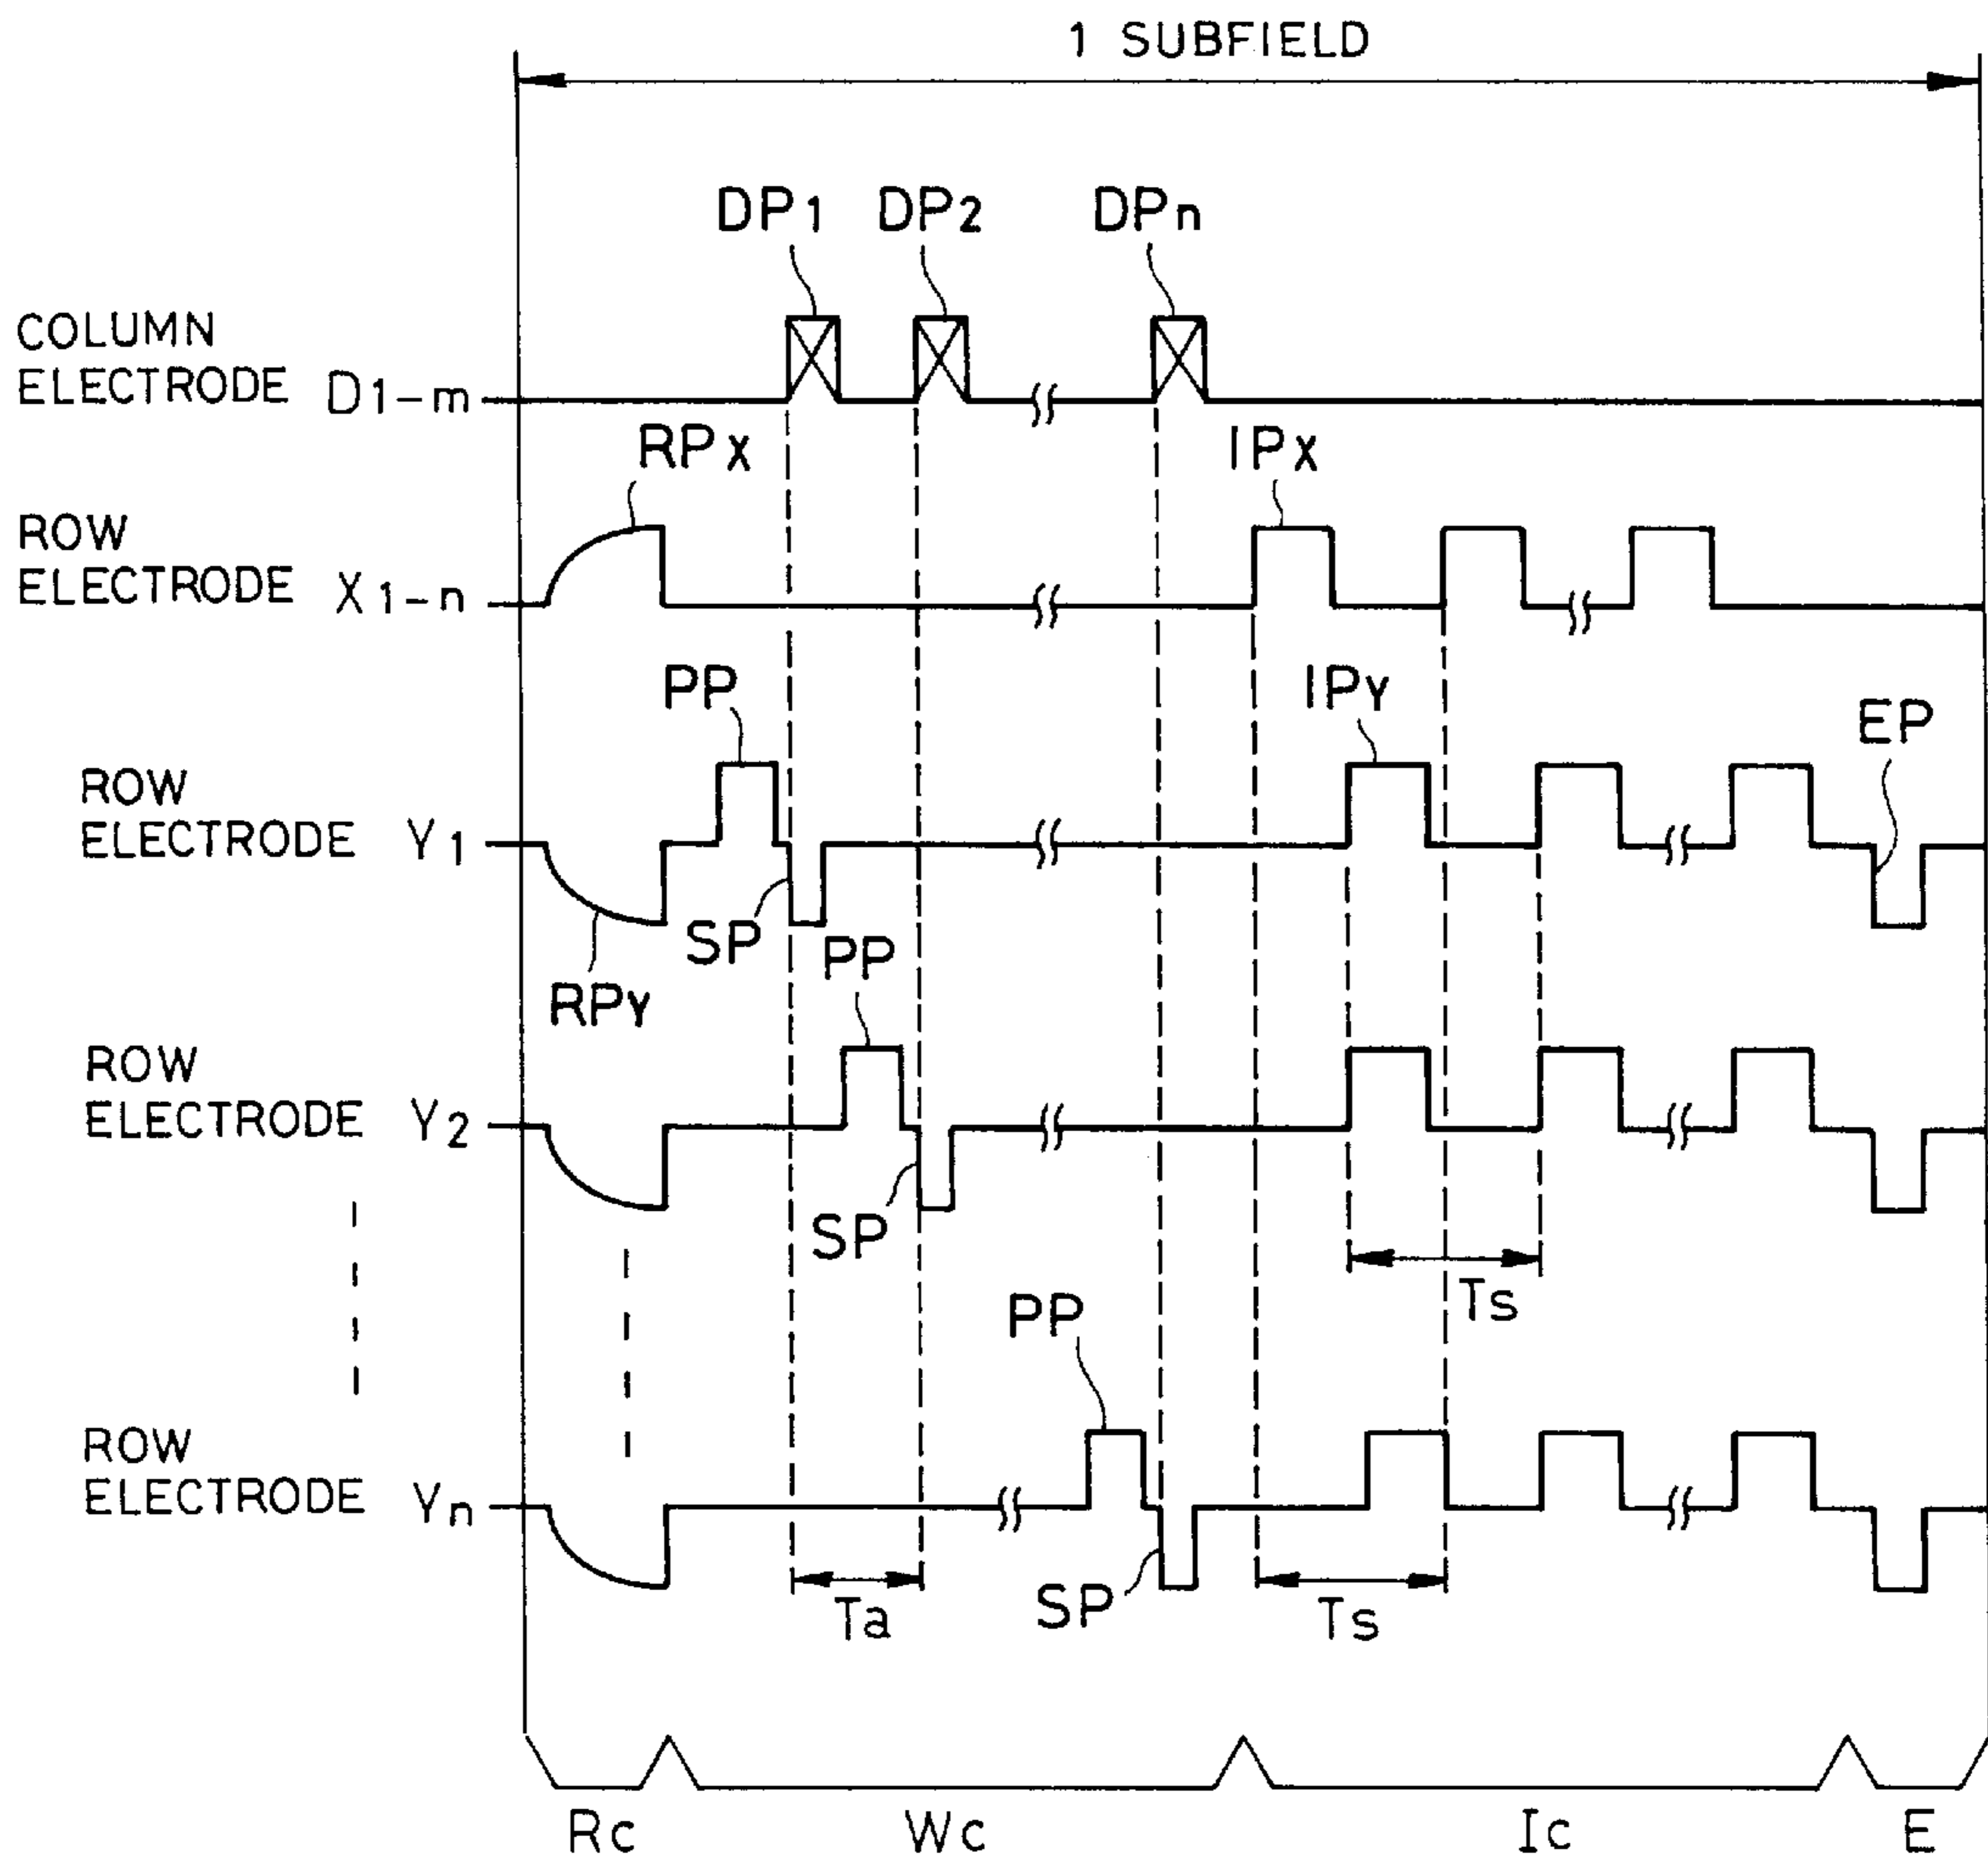 1 SUBFIELD
DP1 DP2 DPn
COLUMN
ELECTRODE D1-m
RPX IPX
ROW
ELECTRODE X1-n
PP IPY EP
ROW
ELECTRODE Y1
SP PP
RPY
ROW
ELECTRODE Y2
SP
Ts
PP
ROW
ELECTRODE Yn
Ta SP Ts
Rc Wc Ic E